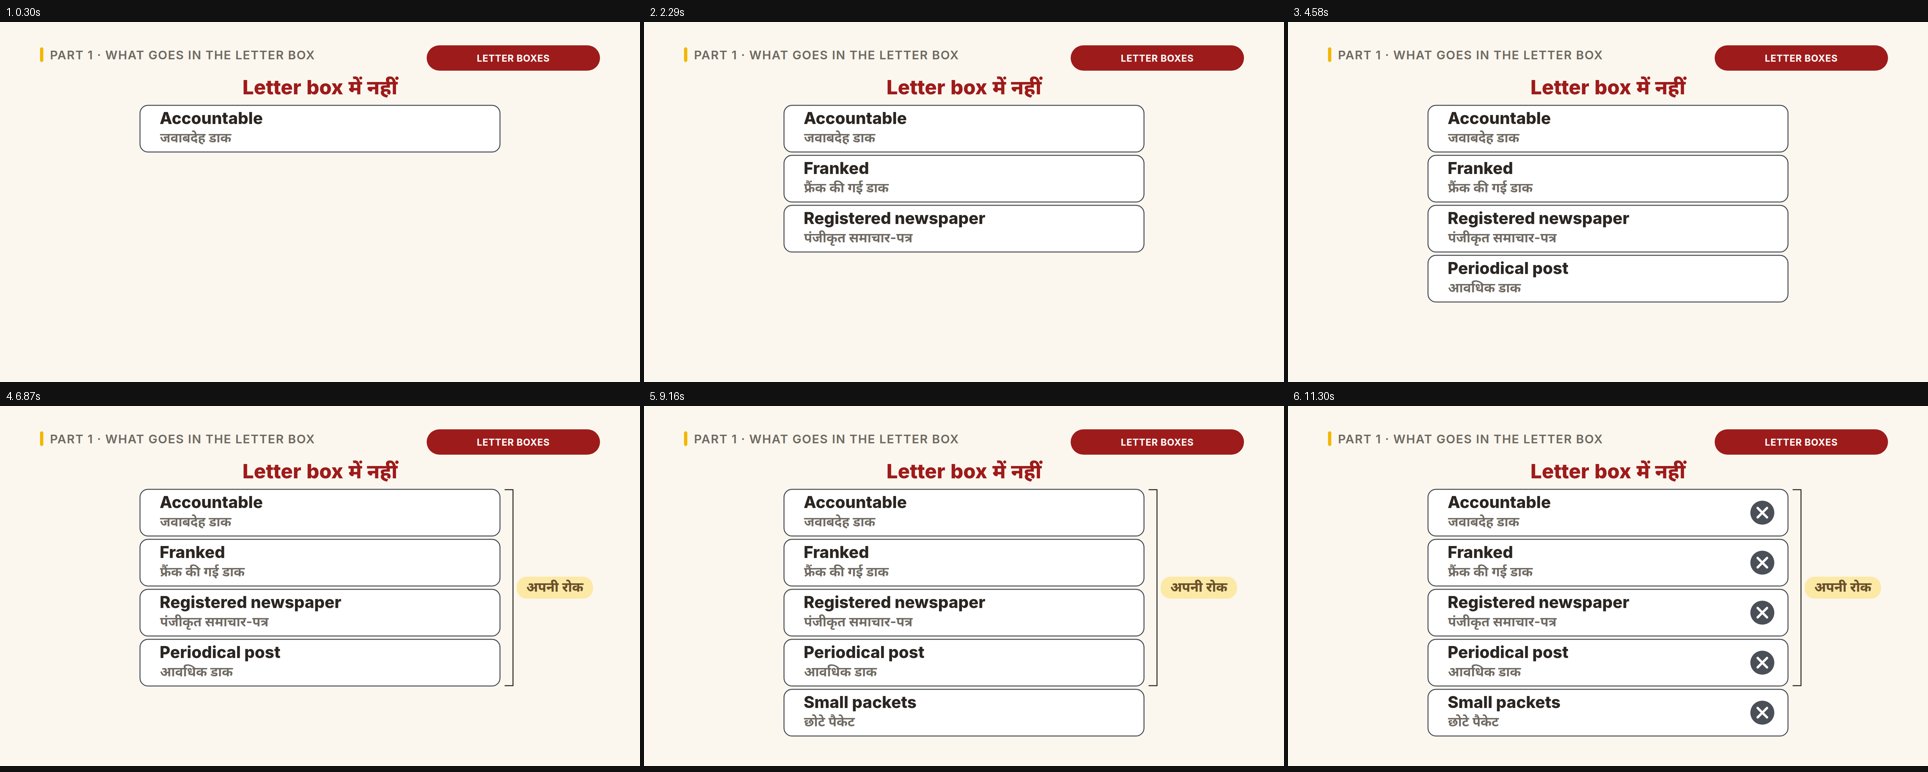 1. 0.30s
PART 1 · WHAT GOES IN THE LETTER BOX
LETTER BOXES
Letter box में नहीं
Accountable
जवाबदेह डाक
2. 2.29s
PART 1 · WHAT GOES IN THE LETTER BOX
LETTER BOXES
Letter box में नहीं
Accountable
जवाबदेह डाक
Franked
फ्रैंक की गई डाक
Registered newspaper
पंजीकृत समाचार-पत्र
3. 4.58s
PART 1 · WHAT GOES IN THE LETTER BOX
LETTER BOXES
Letter box में नहीं
Accountable
जवाबदेह डाक
Franked
फ्रैंक की गई डाक
Registered newspaper
पंजीकृत समाचार-पत्र
Periodical post
आवधिक डाक
4. 6.87s
PART 1 · WHAT GOES IN THE LETTER BOX
LETTER BOXES
Letter box में नहीं
Accountable
जवाबदेह डाक
Franked
फ्रैंक की गई डाक
Registered newspaper
पंजीकृत समाचार-पत्र
Periodical post
आवधिक डाक
अपनी रोक
5. 9.16s
PART 1 · WHAT GOES IN THE LETTER BOX
LETTER BOXES
Letter box में नहीं
Accountable
जवाबदेह डाक
Franked
फ्रैंक की गई डाक
Registered newspaper
पंजीकृत समाचार-पत्र
Periodical post
आवधिक डाक
अपनी रोक
Small packets
छोटे पैकेट
6. 11.30s
PART 1 · WHAT GOES IN THE LETTER BOX
LETTER BOXES
Letter box में नहीं
Accountable
जवाबदेह डाक
Franked
फ्रैंक की गई डाक
Registered newspaper
पंजीकृत समाचार-पत्र
Periodical post
आवधिक डाक
अपनी रोक
Small packets
छोटे पैकेट